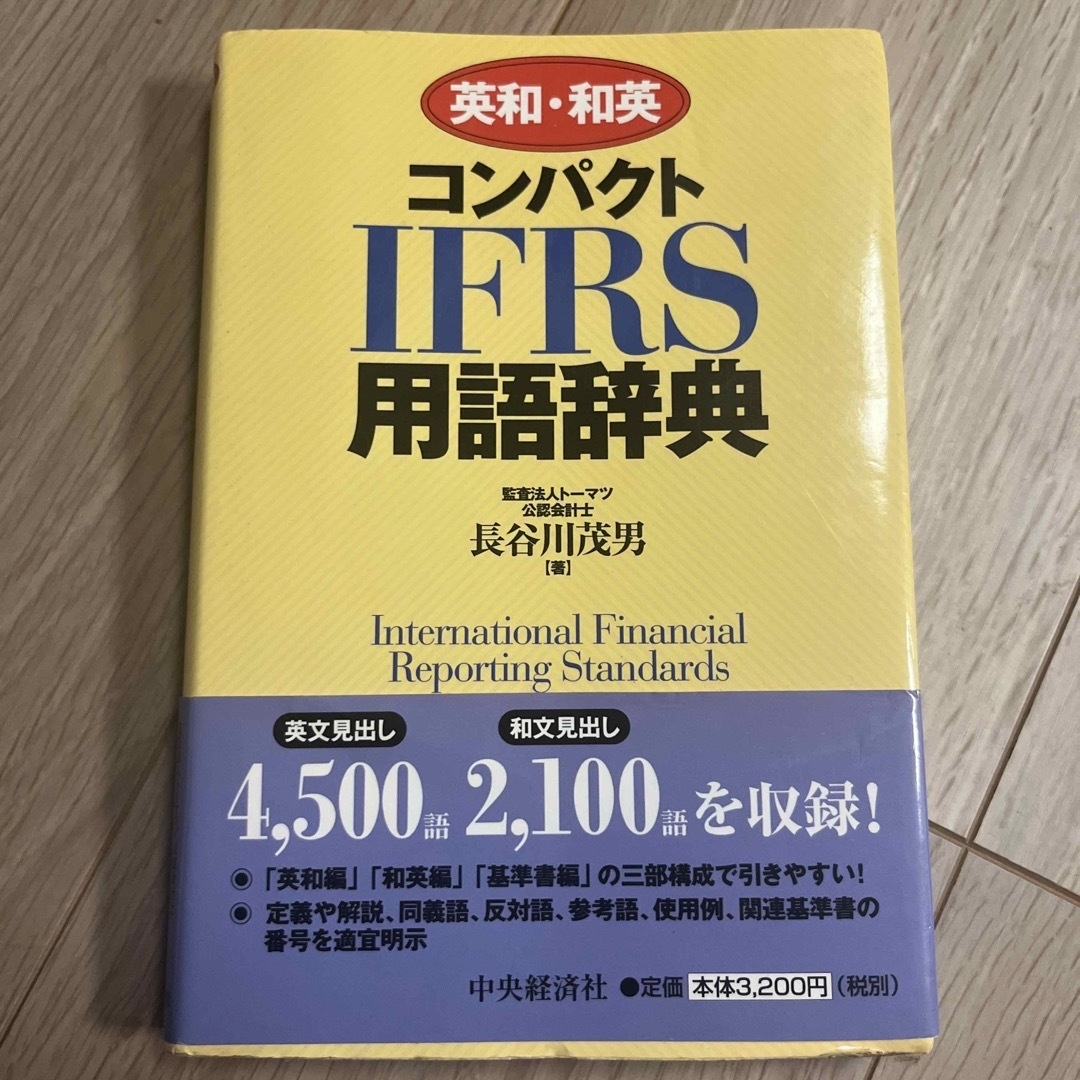 英和・和英
コンパクト
IFRS
用語辞典
監査法人トーマツ
公認会計士
長谷川茂男
【著】
International Financial
Reporting Standards
英文見出し 和文見出し
4,500語 2,100語を収録!
◉「英和編」「和英編」「基準書編」の三部構成で引きやすい!
◉定義や解説、同義語、反対語、参考語、使用例、関連基準書の
番号を適宜明示
中央経済社 ●定価 本体3,200円(税別)